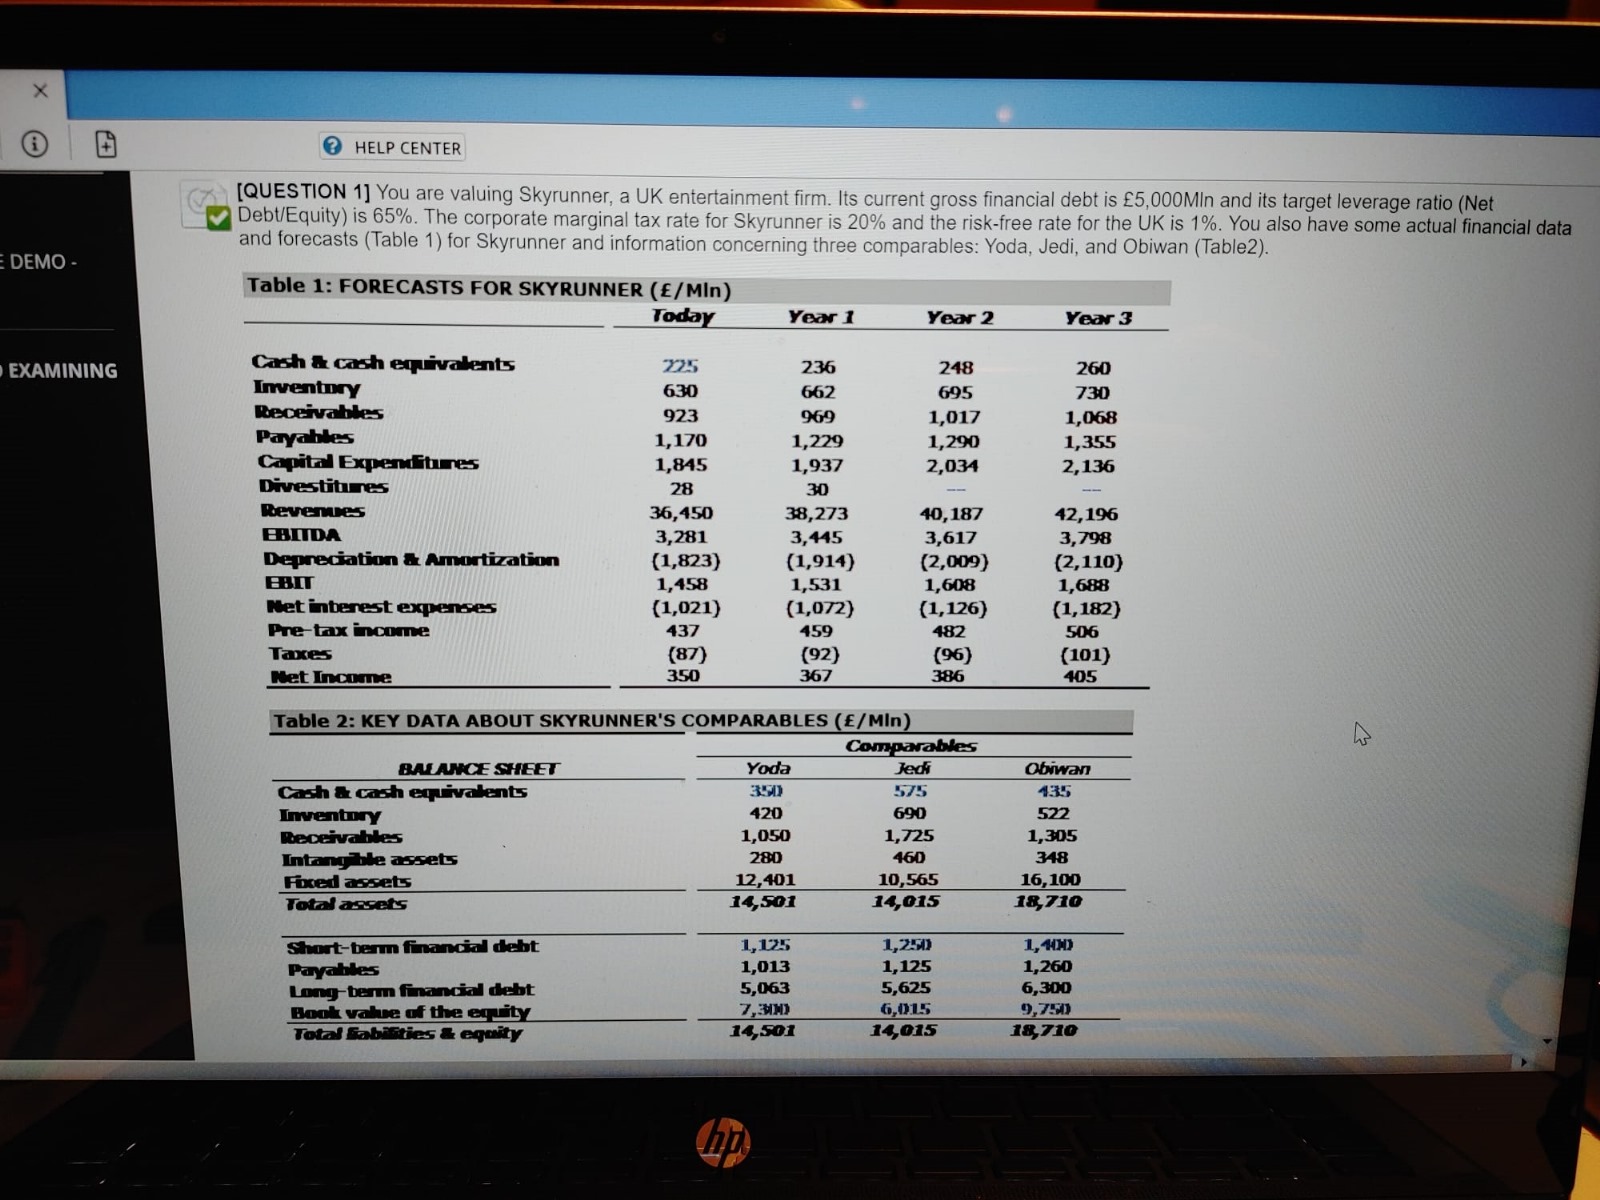 HELP CENTER
E DEMO -
EXAMINING
[QUESTION 1] You are valuing Skyrunner, a UK entertainment firm. Its current gross financial debt is £5,000Mln and its target leverage ratio (Net
Debt/Equity) is 65%. The corporate marginal tax rate for Skyrunner is 20% and the risk-free rate for the UK is 1%. You also have some actual financial data
and forecasts (Table 1) for Skyrunner and information concerning three comparables: Yoda, Jedi, and Obiwan (Table2).
Table 1: FORECASTS FOR SKYRUNNER (£/Mln)
Today Year 1 Year 2 Year 3
Cash & cash equivalents 225 236 248 260
Inventory 630 662 695 730
Receivables 923 969 1,017 1,068
Payables 1,170 1,229 1,290 1,355
Capital Expenditures 1,845 1,937 2,034 2,136
Divestitures 28 30 --- ---
Revenues 36,450 38,273 40,187 42,196
EBITDA 3,281 3,445 3,617 3,798
Depreciation & Amortization (1,823) (1,914) (2,009) (2,110)
EBIT 1,458 1,531 1,608 1,688
Net interest expenses (1,021) (1,072) (1,126) (1,182)
Pre-tax income 437 459 482 506
Taxes (87) (92) (96) (101)
Net Income 350 367 386 405
Table 2: KEY DATA ABOUT SKYRUNNER'S COMPARABLES (£/Mln)
Comparables
BALANCE SHEET Yoda Jedi Obiwan
Cash & cash equivalents 350 575 435
Inventory 420 690 522
Receivables 1,050 1,725 1,305
Intangible assets 280 460 348
Fixed assets 12,401 10,565 16,100
Total assets 14,501 14,015 18,710
Short-term financial debt 1,125 1,250 1,400
Payables 1,013 1,125 1,260
Long-term financial debt 5,063 5,625 6,300
Book value of the equity 7,300 6,015 9,750
Total liabilities & equity 14,501 14,015 18,710
hp